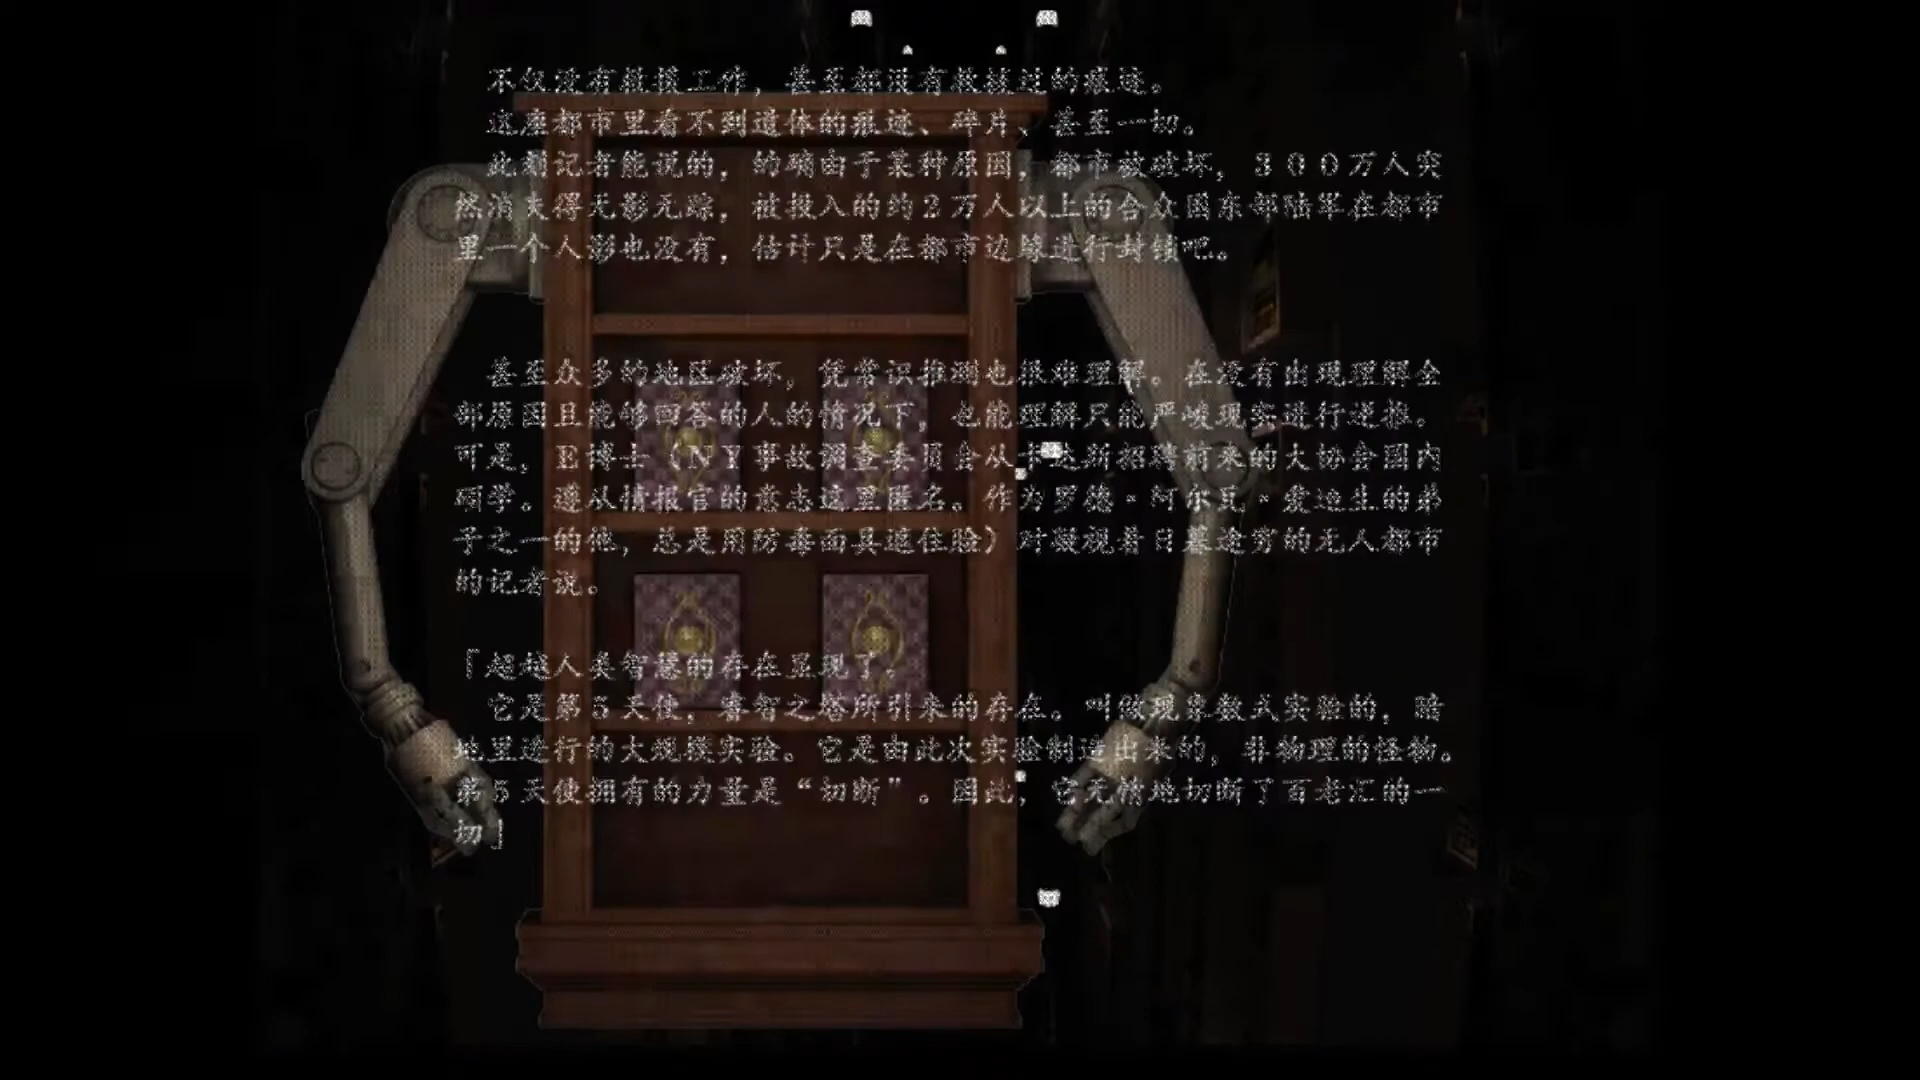 不仅没有救援工作，甚至都没有救援过的痕迹。
这座都市里看不到遗体的痕迹、碎片、甚至一切。
此刻记者能说的，的确由于某种原因，都市被破坏，３００万人突
然消失得无影无踪，被投入的约２万人以上的合众国东部陆军在都市
里一个人影也没有，估计只是在都市边缘进行封锁吧。
甚至众多的地区破坏，凭常识推测也很难理解。在没有出现理解全
部原因且能够回答的人的情况下，也能理解只能严峻现实进行逆推。
可是，E博士（NY事故调查委员会从卡达斯招聘前来的大协会国内
硕学。遵从情报官的意志这里匿名。作为罗德·阿尔瓦·爱迪生的弟
子之一的他，总是用防毒面具遮住脸）对凝视着日暮途穷的无人都市
的记者说。
「超越人类智慧的存在显现了。
它是第５天使，睿智之塔所引来的存在。叫做现象数式实验的，暗
地里进行的大规模实验。它是由此次实验制造出来的，非物理的怪物。
第５天使拥有的力量是“切断”。因此，它无情地切断了百老汇的一
切」